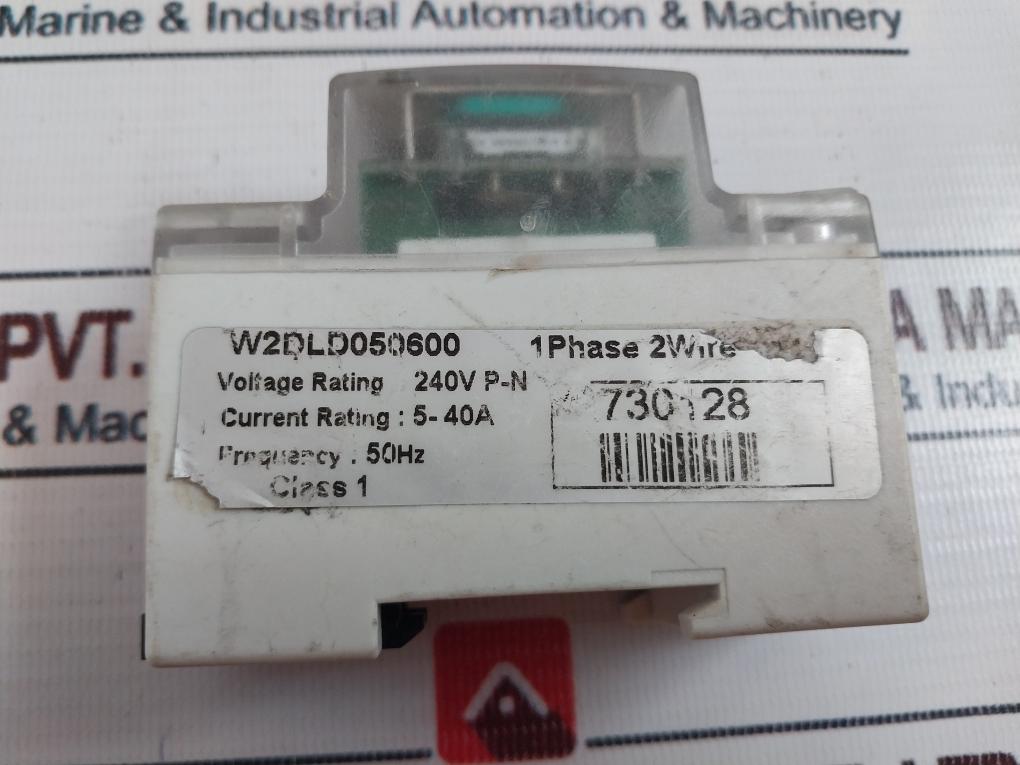 Marine & Industrial Automation & Machinery
PVT.
A MA
& Mac
& Indu
W2DLD050600 1Phase 2Wire
Voltage Rating 240V P-N
Current Rating : 5-40A
Frequency : 50Hz
Class 1
730128